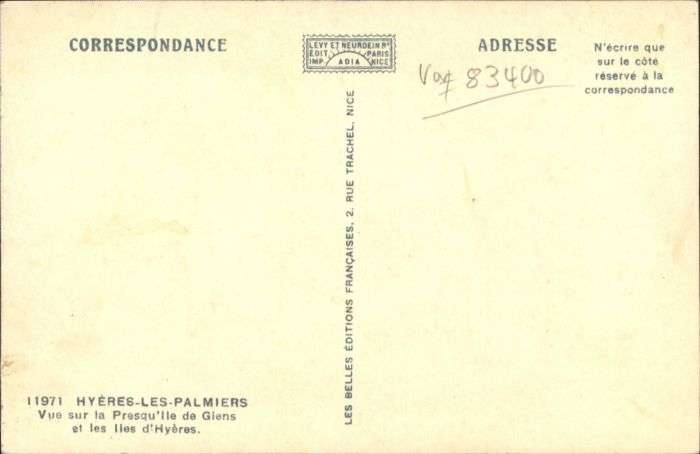 CORRESPONDANCE
LEVY ET NEURDEIN RS
EDIT. PARIS
IMP. ADIA NICE
ADRESSE
N'écrire que
sur le côté
réservé à la
correspondance
Var 83400
LES BELLES ÉDITIONS FRANÇAISES, 2, RUE TRACHEL, NICE
11971 HYÈRES-LES-PALMIERS
Vue sur la Presqu'Ile de Giens
et les Iles d'Hyères.